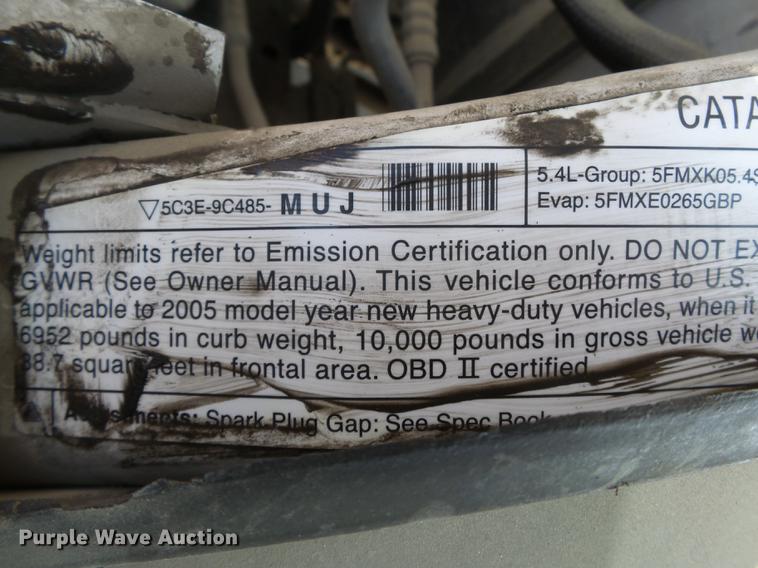 CATA
5C3E-9C485- MUJ
5.4L-Group: 5FMXK05.4S
Evap: 5FMXE0265GBP
Weight limits refer to Emission Certification only. DO NOT EX
GVWR (See Owner Manual). This vehicle conforms to U.S.
applicable to 2005 model year new heavy-duty vehicles, when it
6952 pounds in curb weight, 10,000 pounds in gross vehicle we
38.7 square feet in frontal area. OBD II certified
Adjustments: Spark Plug Gap: See Spec Book
Purple Wave Auction